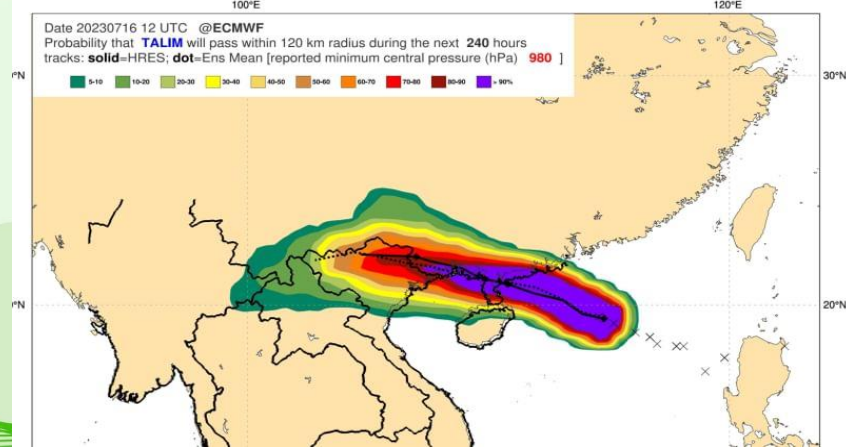 100°E 120°E
Date 20230716 12 UTC @ECMWF
Probability that TALIM will pass within 120 km radius during the next 240 hours
tracks: solid=HRES; dot=Ens Mean [reported minimum central pressure (hPa) 980 ]
5-10 10-20 20-30 30-40 40-50 50-60 60-70 70-80 80-90 > 90%
°N 30°N
°N 20°N